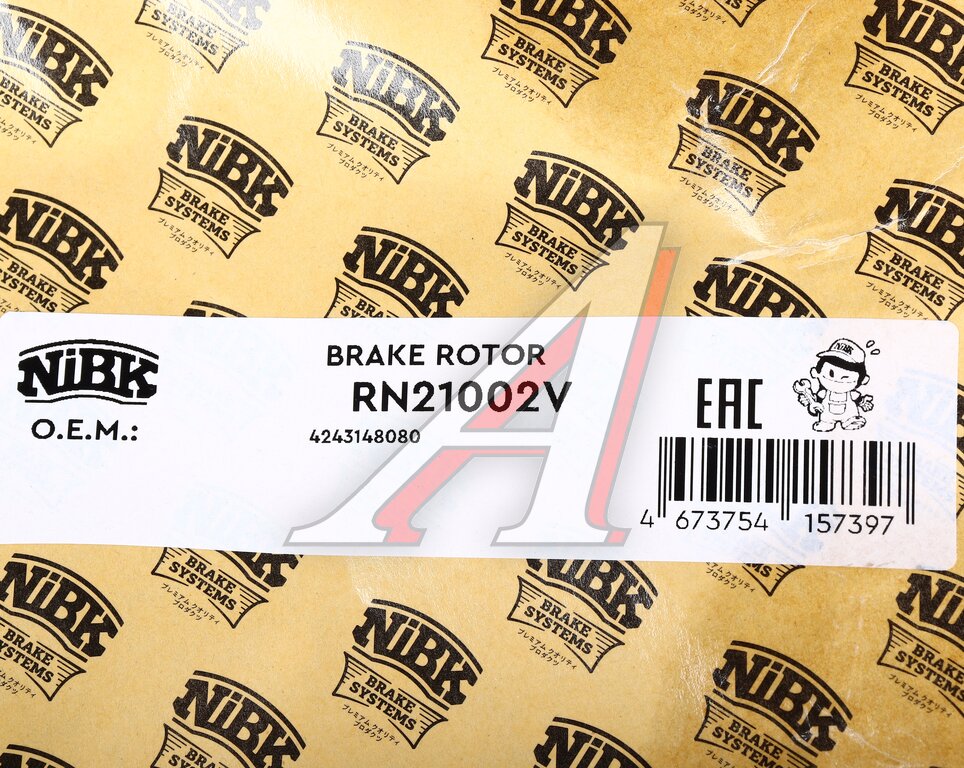 NiBK
BRAKE
SYSTEMS
プレミアムクオリティ
プロダクツ
NiBK
O.E.M.:
BRAKE ROTOR
RN21002V
4243148080
EAC
NiBK
4 673754 157397